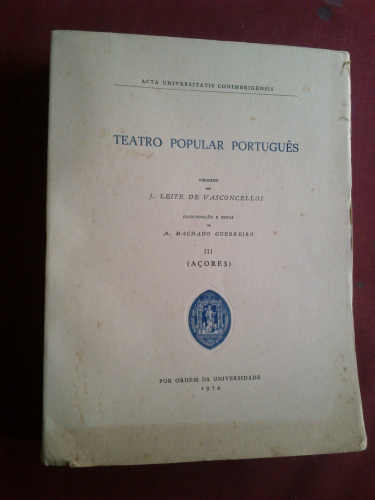 ACTA UNIVERSITATIS CONIMBRIGENSIS
TEATRO POPULAR PORTUGUÊS
COLIGIDO
POR
J. LEITE DE VASCONCELLOS
COORDENAÇÃO E NOTAS
DE
A. MACHADO GUERREIRO
III
(AÇORES)
POR ORDEM DA UNIVERSIDADE
1974